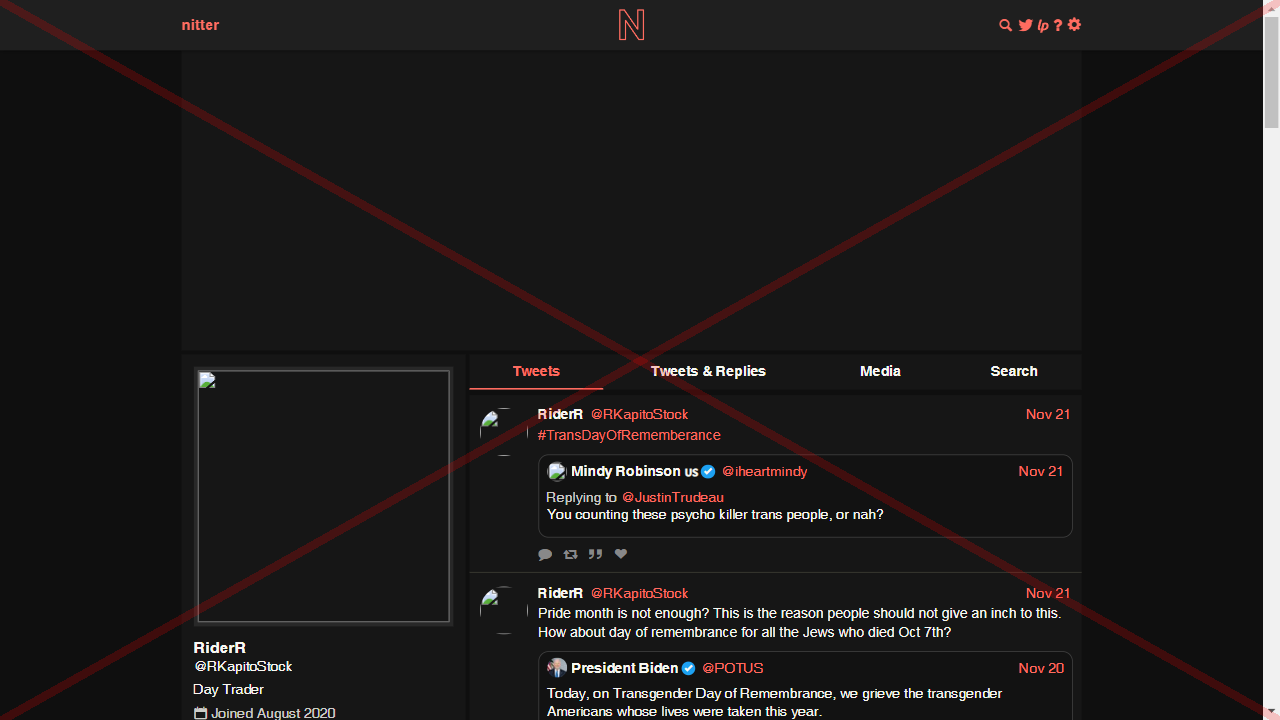 nitter
N
lp ?
Tweets
Tweets & Replies
Media
Search
RiderR @RKapitoStock Nov 21
#TransDayOfRememberance
Mindy Robinson us @iheartmindy Nov 21
Replying to @JustinTrudeau
You counting these psycho killer trans people, or nah?
RiderR @RKapitoStock Nov 21
Pride month is not enough? This is the reason people should not give an inch to this.
How about day of remembrance for all the Jews who died Oct 7th?
President Biden @POTUS Nov 20
Today, on Transgender Day of Remembrance, we grieve the transgender
Americans whose lives were taken this year.
RiderR
@RKapitoStock
Day Trader
Joined August 2020